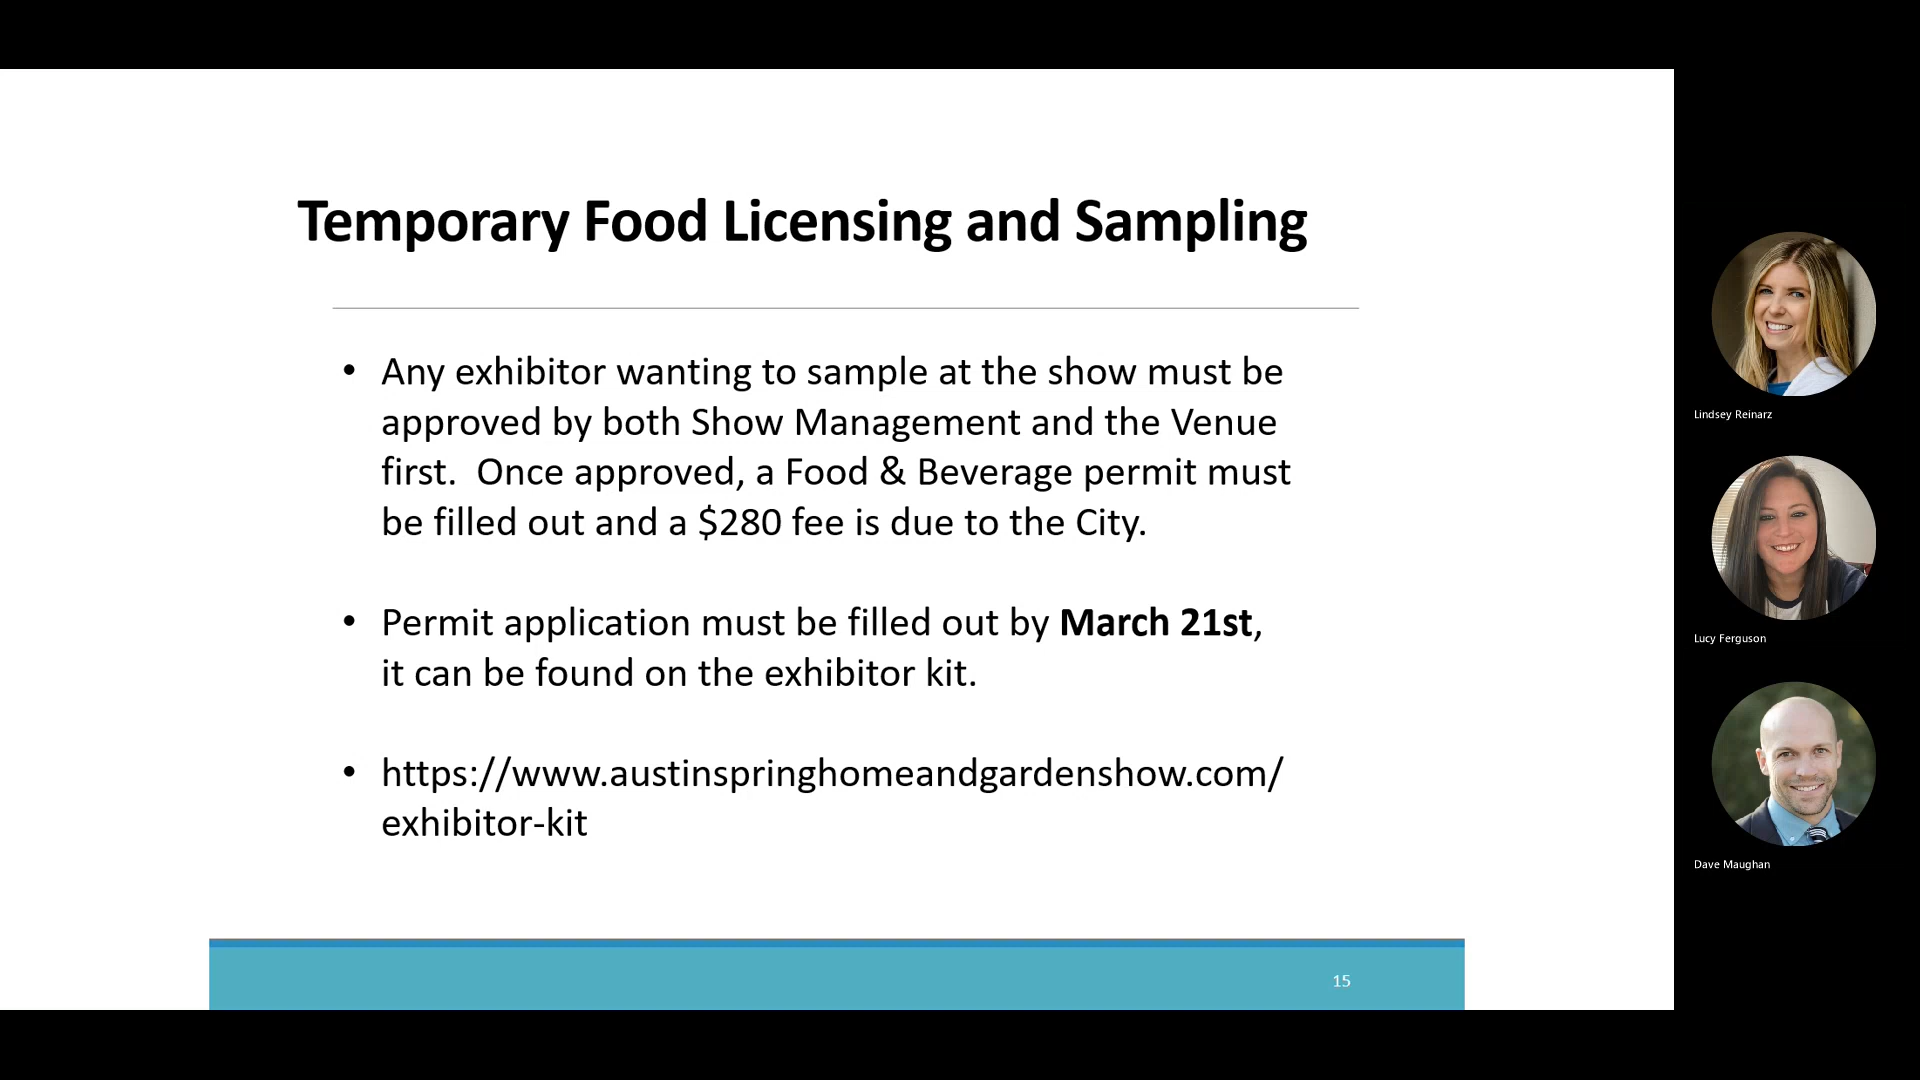 Temporary Food Licensing and Sampling
• Any exhibitor wanting to sample at the show must be
approved by both Show Management and the Venue
first.  Once approved, a Food & Beverage permit must
be filled out and a $280 fee is due to the City.
• Permit application must be filled out by March 21st,
it can be found on the exhibitor kit.
• https://www.austinspringhomeandgardenshow.com/
exhibitor-kit
15
Lindsey Reinarz
Lucy Ferguson
Dave Maughan